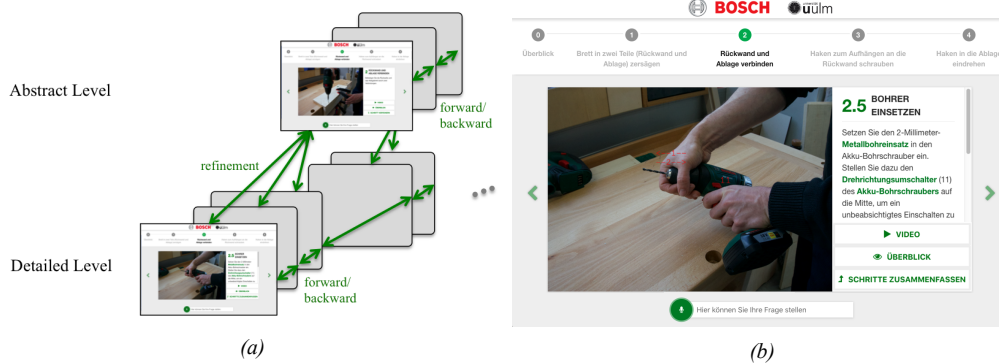 BOSCH
uulm
0
1
2
3
4
Überblick
Brett in zwei Teile (Rückwand und
Ablage) zersägen
Rückwand und
Ablage verbinden
Haken zum Aufhängen an die
Rückwand schrauben
Haken in die Ablage
eindrehen
Abstract Level
forward/
backward
refinement
Detailed Level
BOSCH
forward/
backward
2.5 BOHRER
EINSETZEN
Setzen Sie den 2-Millimeter-
Metallbohreinsatz in den
Akku-Bohrschrauber ein.
Stellen Sie dazu den
Drehrichtungsumschalter (11)
des Akku-Bohrschraubers auf
die Mitte, um ein
unbeabsichtigtes Einschalten zu
VIDEO
ÜBERBLICK
SCHRITTE ZUSAMMENFASSEN
Hier können Sie Ihre Frage stellen
(a)
(b)